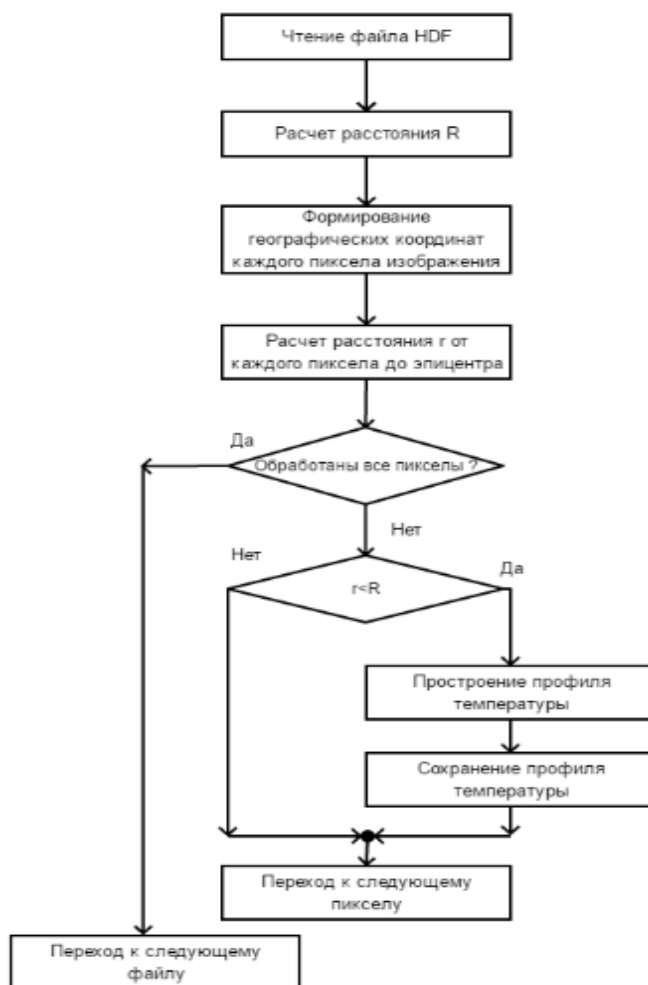 Чтение файла HDF
Расчет расстояния R
Формирование
географических координат
каждого пиксела изображения
Расчет расстояния r от
каждого пиксела до эпицентра
Да
Обработаны все пикселы ?
Нет
Нет
r<R
Да
Простроение профиля
температуры
Сохранение профиля
температуры
Переход к следующему
пикселу
Переход к следующему
файлу